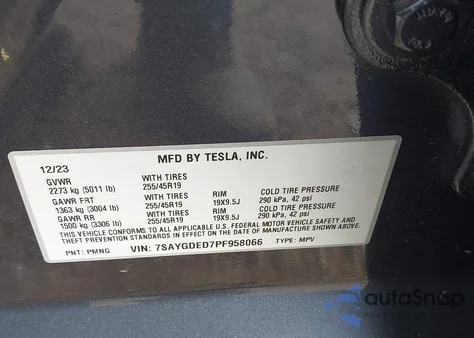 MFD BY TESLA, INC.
12/23
GVWR
2273 kg (5011 lb) WITH TIRES 255/45R19
GAWR FRT WITH TIRES RIM COLD TIRE PRESSURE
1363 kg (3004 lb) 255/45R19 19X9.5J 290 kPa, 42 psi
GAWR RR WITH TIRES RIM COLD TIRE PRESSURE
1500 kg (3306 lb) 255/45R19 19X9.5J 290 kPa, 42 psi
THIS VEHICLE CONFORMS TO ALL APPLICABLE U.S. FEDERAL MOTOR VEHICLE SAFETY AND
THEFT PREVENTION STANDARDS IN EFFECT ON THE DATE OF MANUFACTURE SHOWN ABOVE.
PNT: PMNG VIN: 7SAYGDED7PF958066 TYPE: MPV
autoSnap